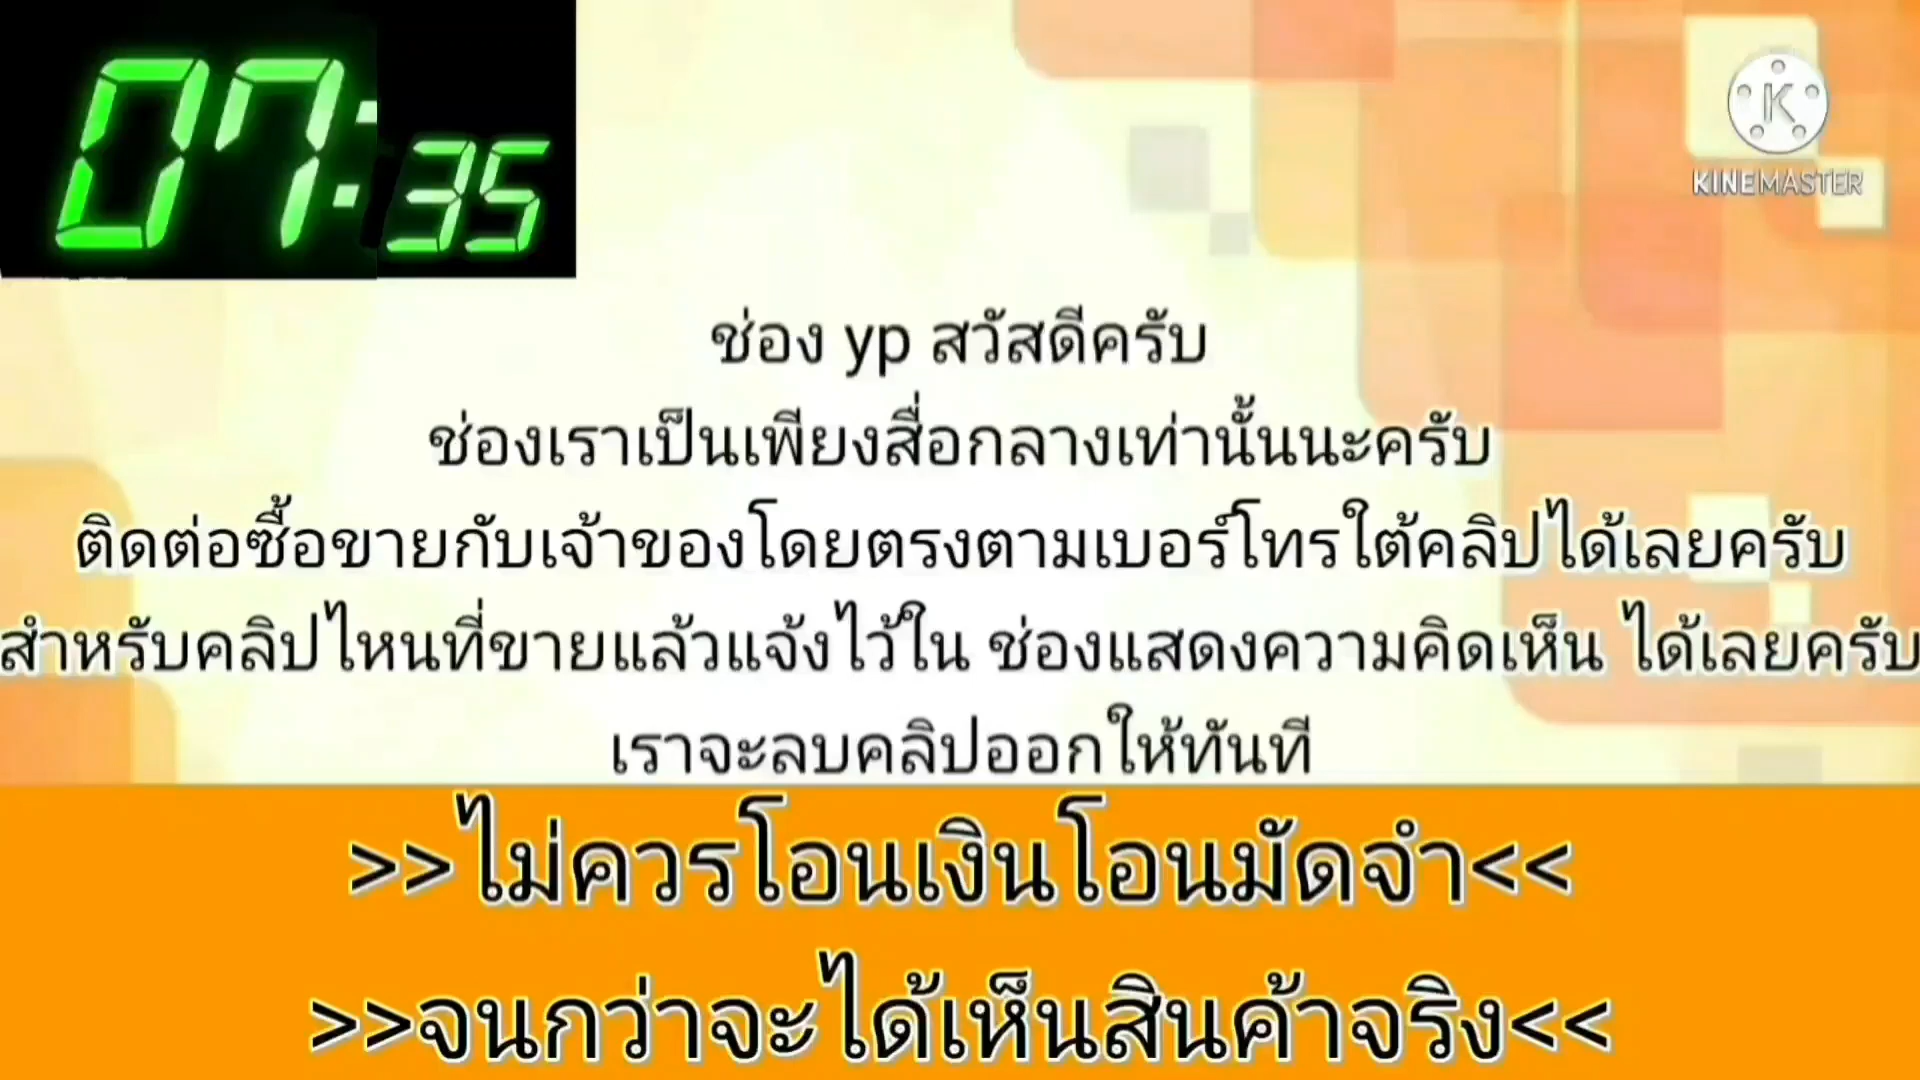 07:35
KINEMASTER
ช่อง yp สวัสดีครับ
ช่องเราเป็นเพียงสื่อกลางเท่านั้นนะครับ
ติดต่อซื้อขายกับเจ้าของโดยตรงตามเบอร์โทรใต้คลิปได้เลยครับ
สำหรับคลิปไหนที่ขายแล้วแจ้งไว้ใน ช่องแสดงความคิดเห็น ได้เลยครับ
เราจะลบคลิปออกให้ทันที
>>ไม่ควรโอนเงินโอนมัดจำ<<
>>จนกว่าจะได้เห็นสินค้าจริง<<